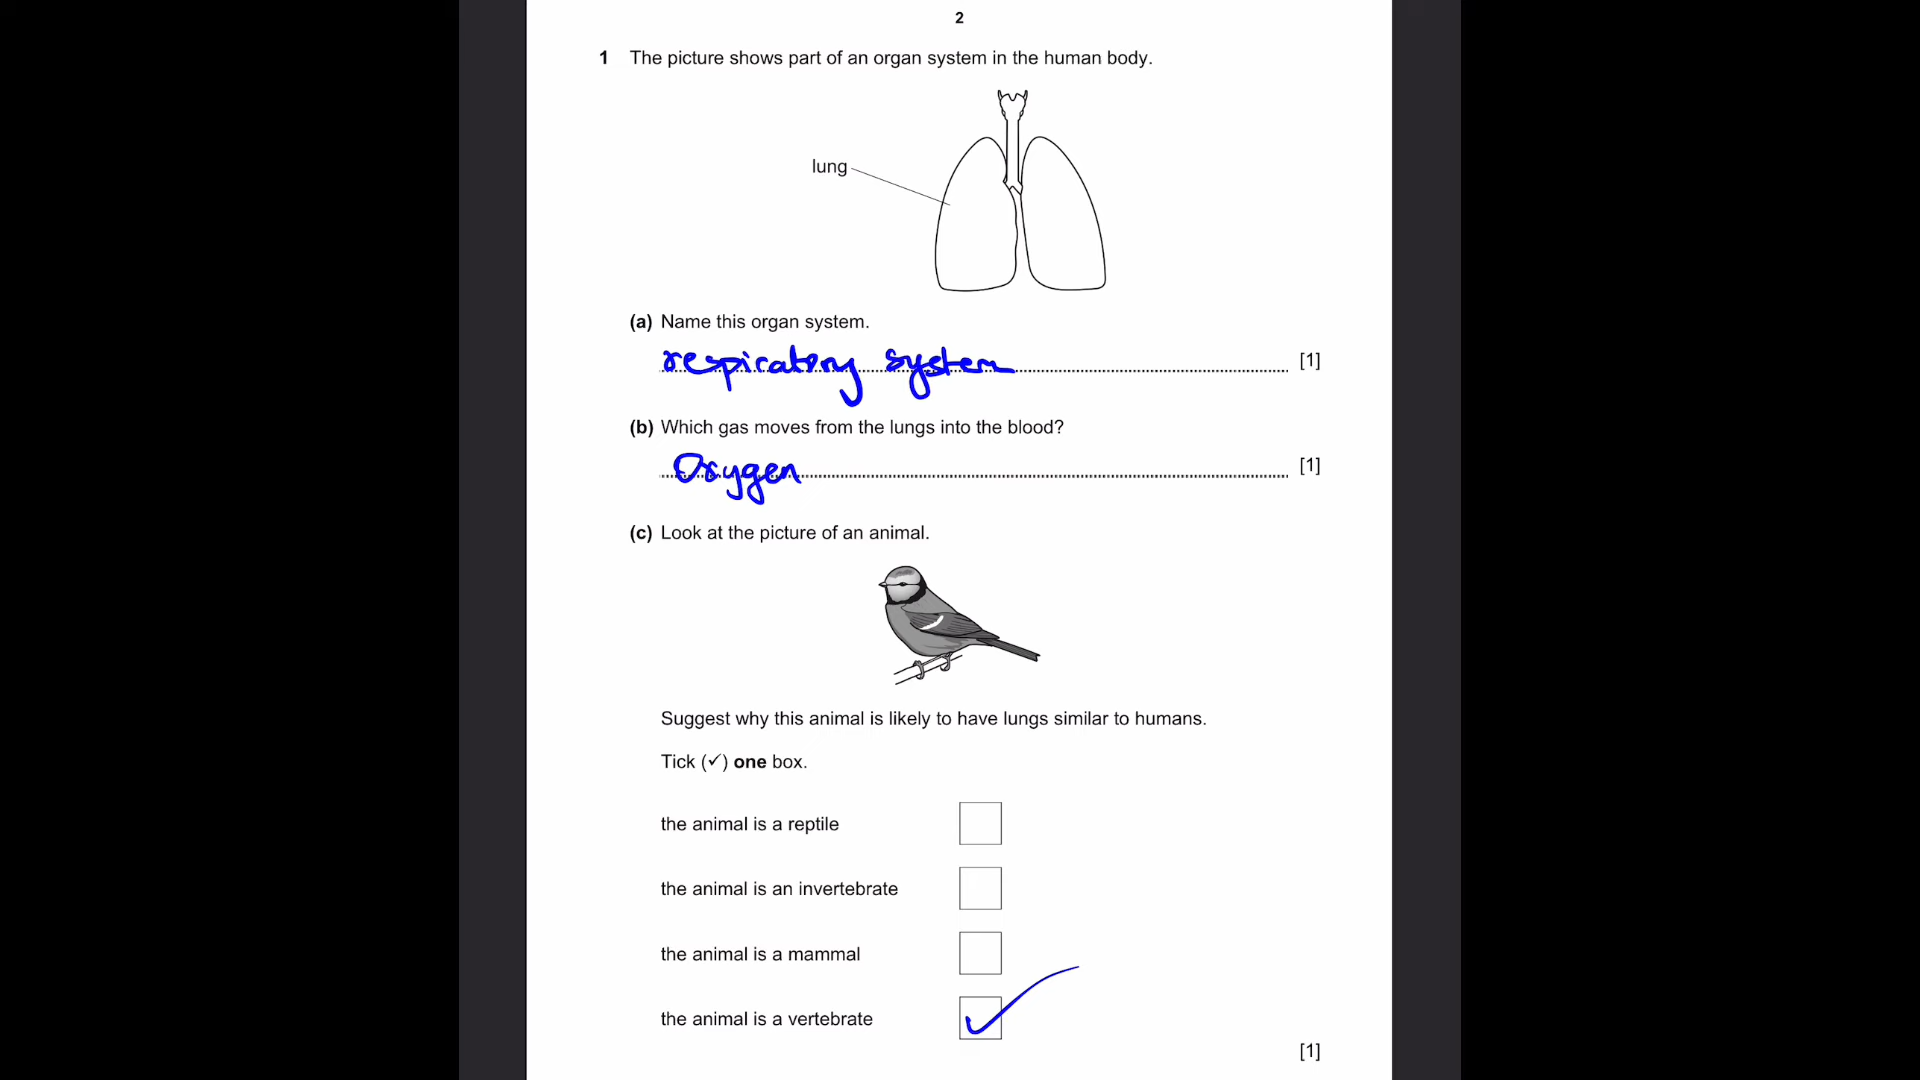 2
1 The picture shows part of an organ system in the human body.
lung
(a) Name this organ system.
respiratory system [1]
(b) Which gas moves from the lungs into the blood?
Oxygen [1]
(c) Look at the picture of an animal.
Suggest why this animal is likely to have lungs similar to humans.
Tick (✓) one box.
the animal is a reptile
the animal is an invertebrate
the animal is a mammal
the animal is a vertebrate ✓
[1]